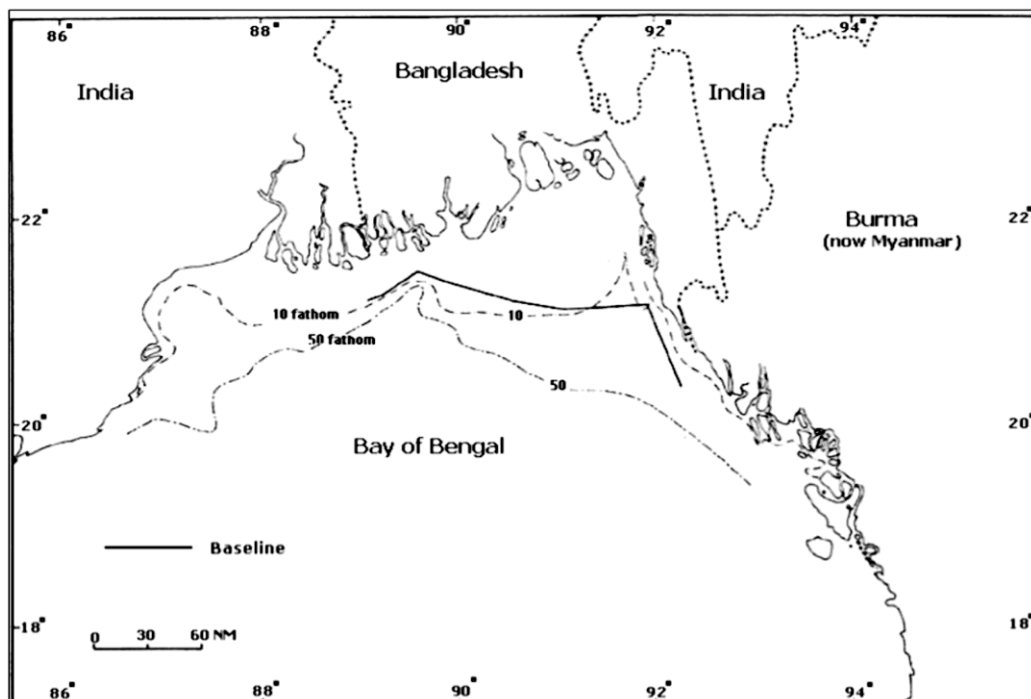 86° 88° 90° 92° 94°
India
Bangladesh
India
22° 22°
Burma
(now Myanmar)
10 fathom
10
50 fathom
50
20° 20°
Bay of Bengal
Baseline
18° 18°
0 30 60 NM
86° 88° 90° 92° 94°